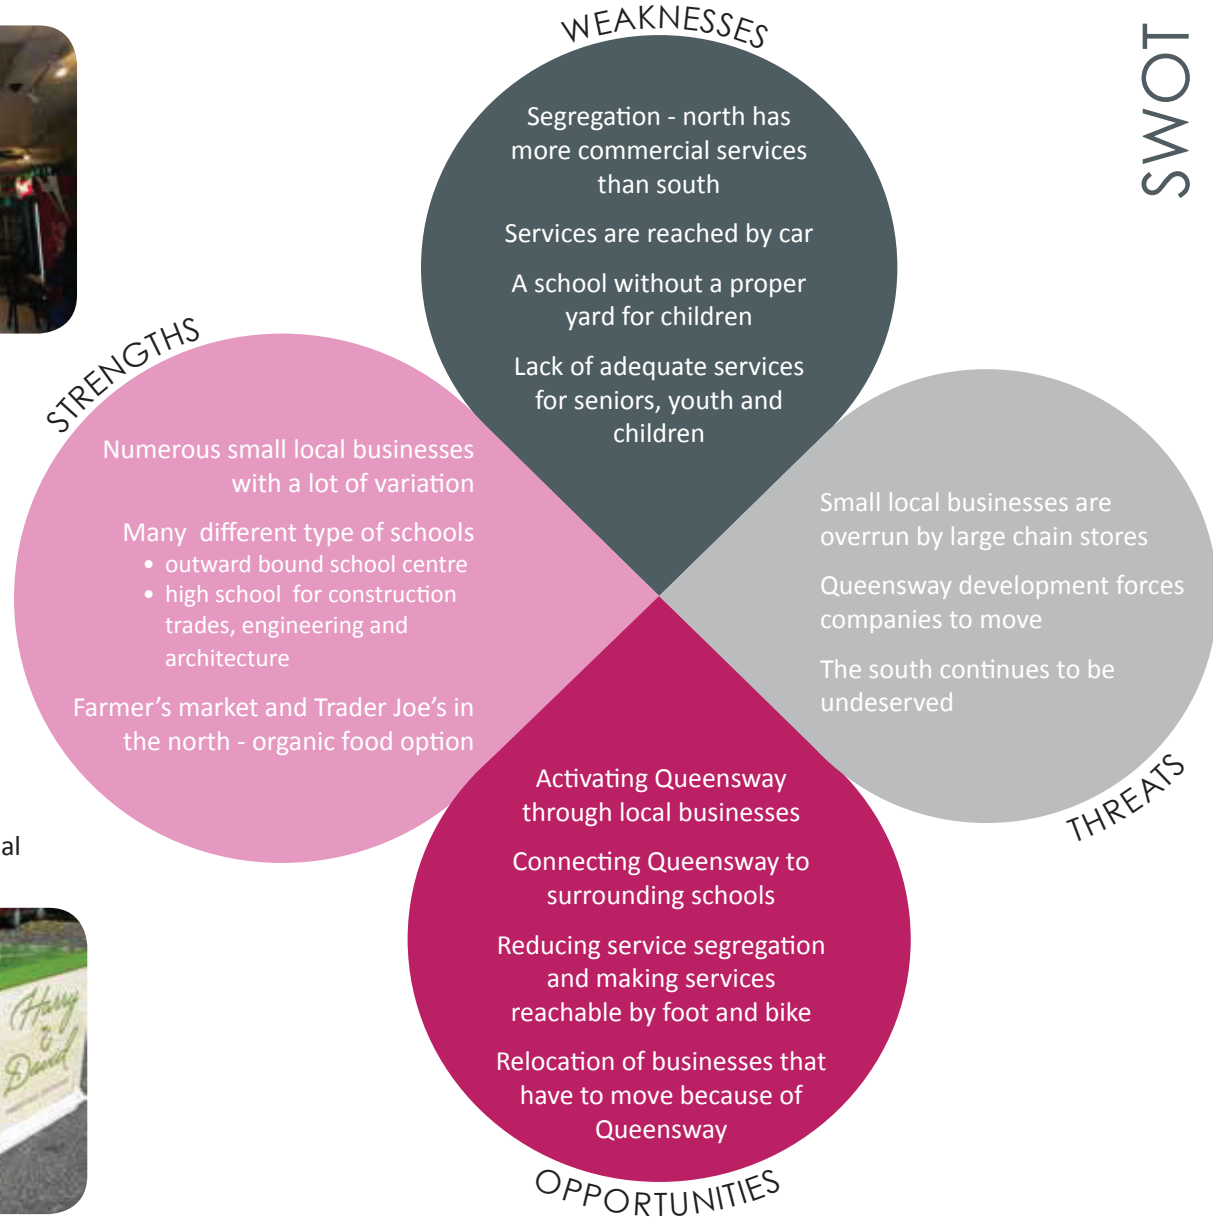 SWOT
WEAKNESSES
Segregation - north has
more commercial services
than south
Services are reached by car
A school without a proper
yard for children
Lack of adequate services
for seniors, youth and
children
STRENGTHS
Numerous small local businesses
with a lot of variation
Many different type of schools
• outward bound school centre
• high school for construction
trades, engineering and
architecture
Farmer's market and Trader Joe's in
the north - organic food option
Small local businesses are
overrun by large chain stores
Queensway development forces
companies to move
The south continues to be
undeserved
THREATS
Activating Queensway
through local businesses
Connecting Queensway to
surrounding schools
Reducing service segregation
and making services
reachable by foot and bike
Relocation of businesses that
have to move because of
Queensway
OPPORTUNITIES
al
Harry
&
David